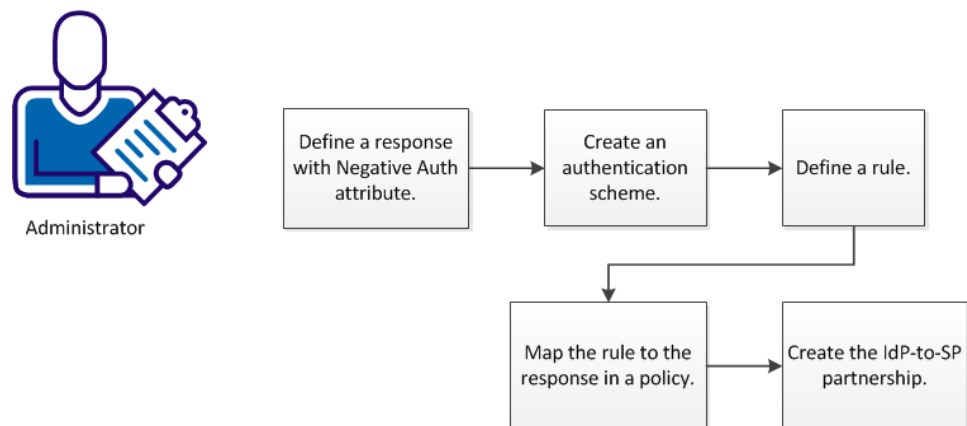 Administrator
Define a response
with Negative Auth
attribute.
Create an
authentication
scheme.
Define a rule.
Map the rule to the
response in a policy.
Create the IdP-to-SP
partnership.